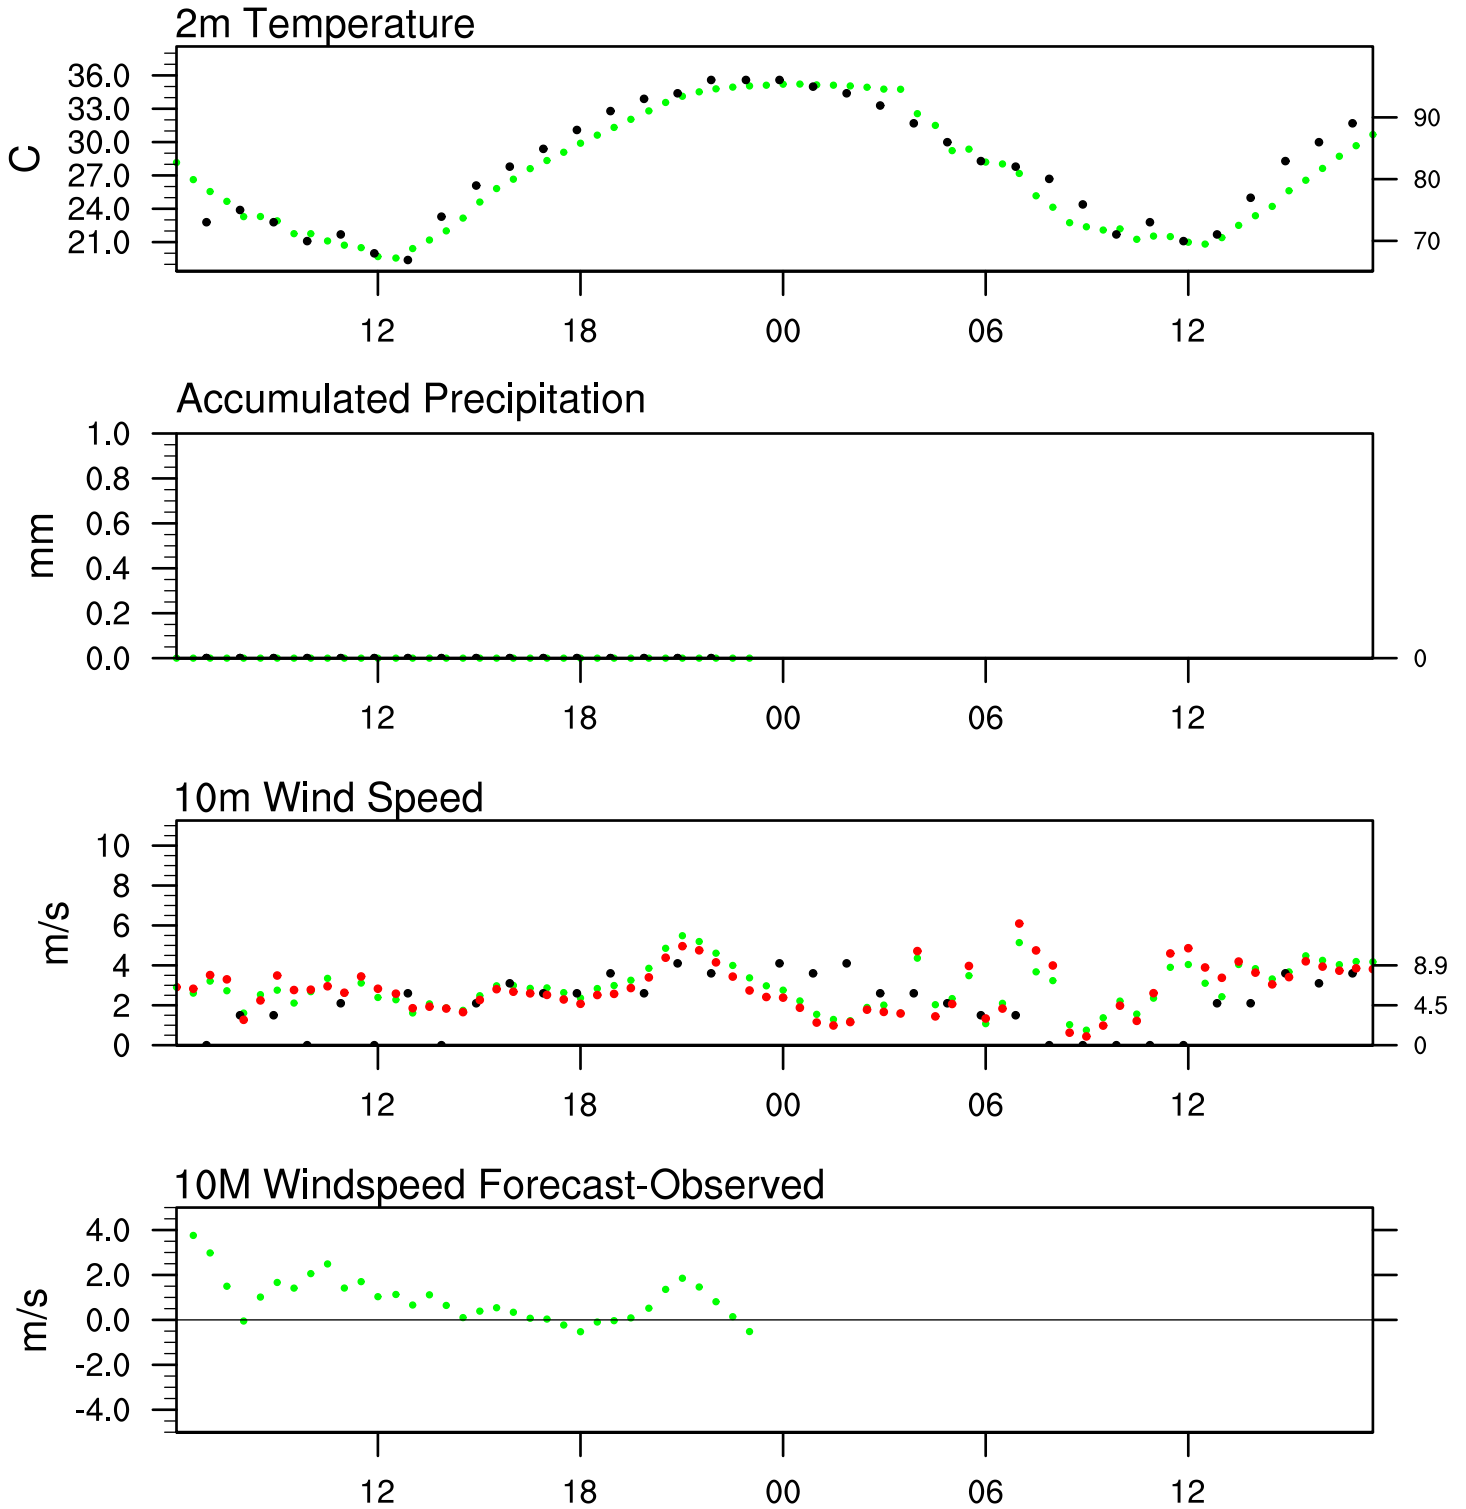 2m Temperature
36.0
33.0
30.0
27.0
24.0
21.0
C
90
80
70
12 18 00 06 12
Accumulated Precipitation
1.0
0.8
0.6
0.4
0.2
0.0
mm
0
12 18 00 06 12
10m Wind Speed
10
8
6
4
2
0
m/s
8.9
4.5
0
12 18 00 06 12
10M Windspeed Forecast-Observed
4.0
2.0
0.0
-2.0
-4.0
m/s
12 18 00 06 12